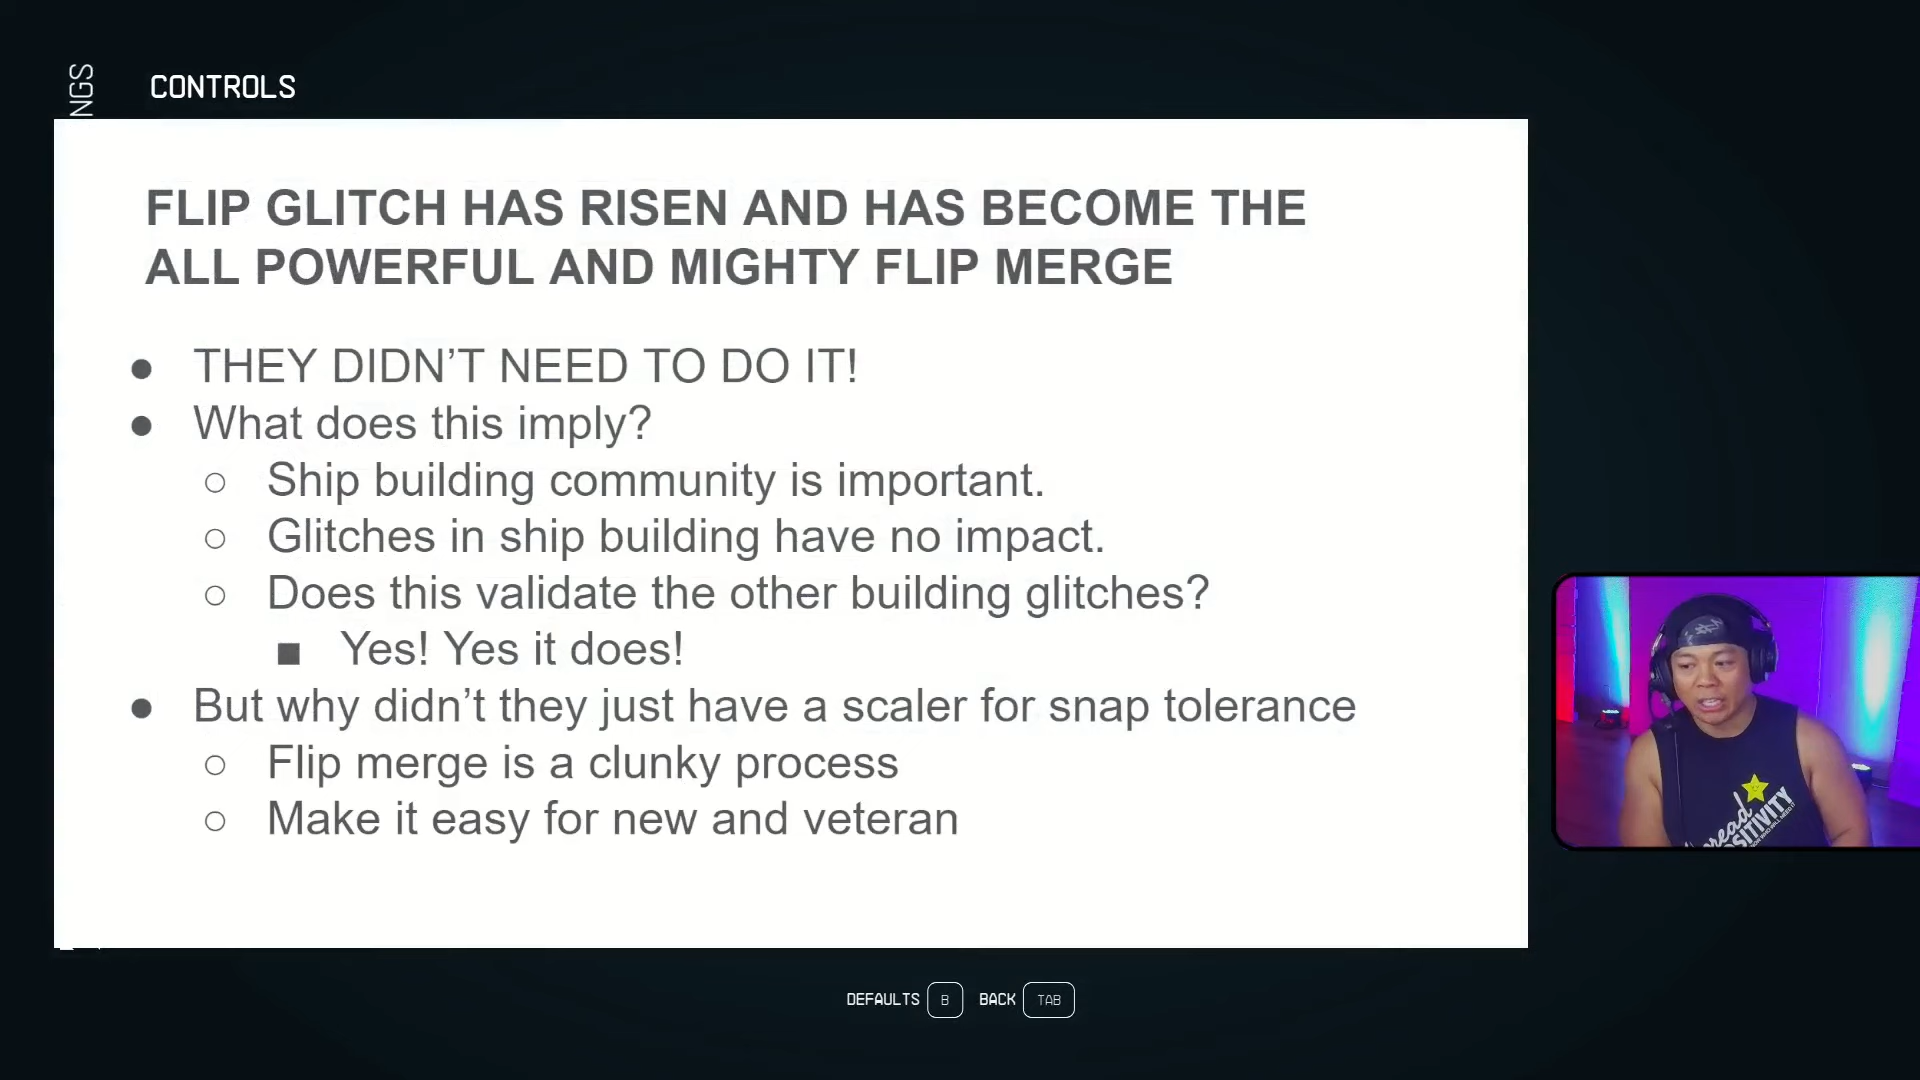 NGS
CONTROLS
FLIP GLITCH HAS RISEN AND HAS BECOME THE
ALL POWERFUL AND MIGHTY FLIP MERGE
● THEY DIDN’T NEED TO DO IT!
● What does this imply?
○ Ship building community is important.
○ Glitches in ship building have no impact.
○ Does this validate the other building glitches?
■ Yes! Yes it does!
● But why didn’t they just have a scaler for snap tolerance
○ Flip merge is a clunky process
○ Make it easy for new and veteran
DEFAULTS B BACK TAB